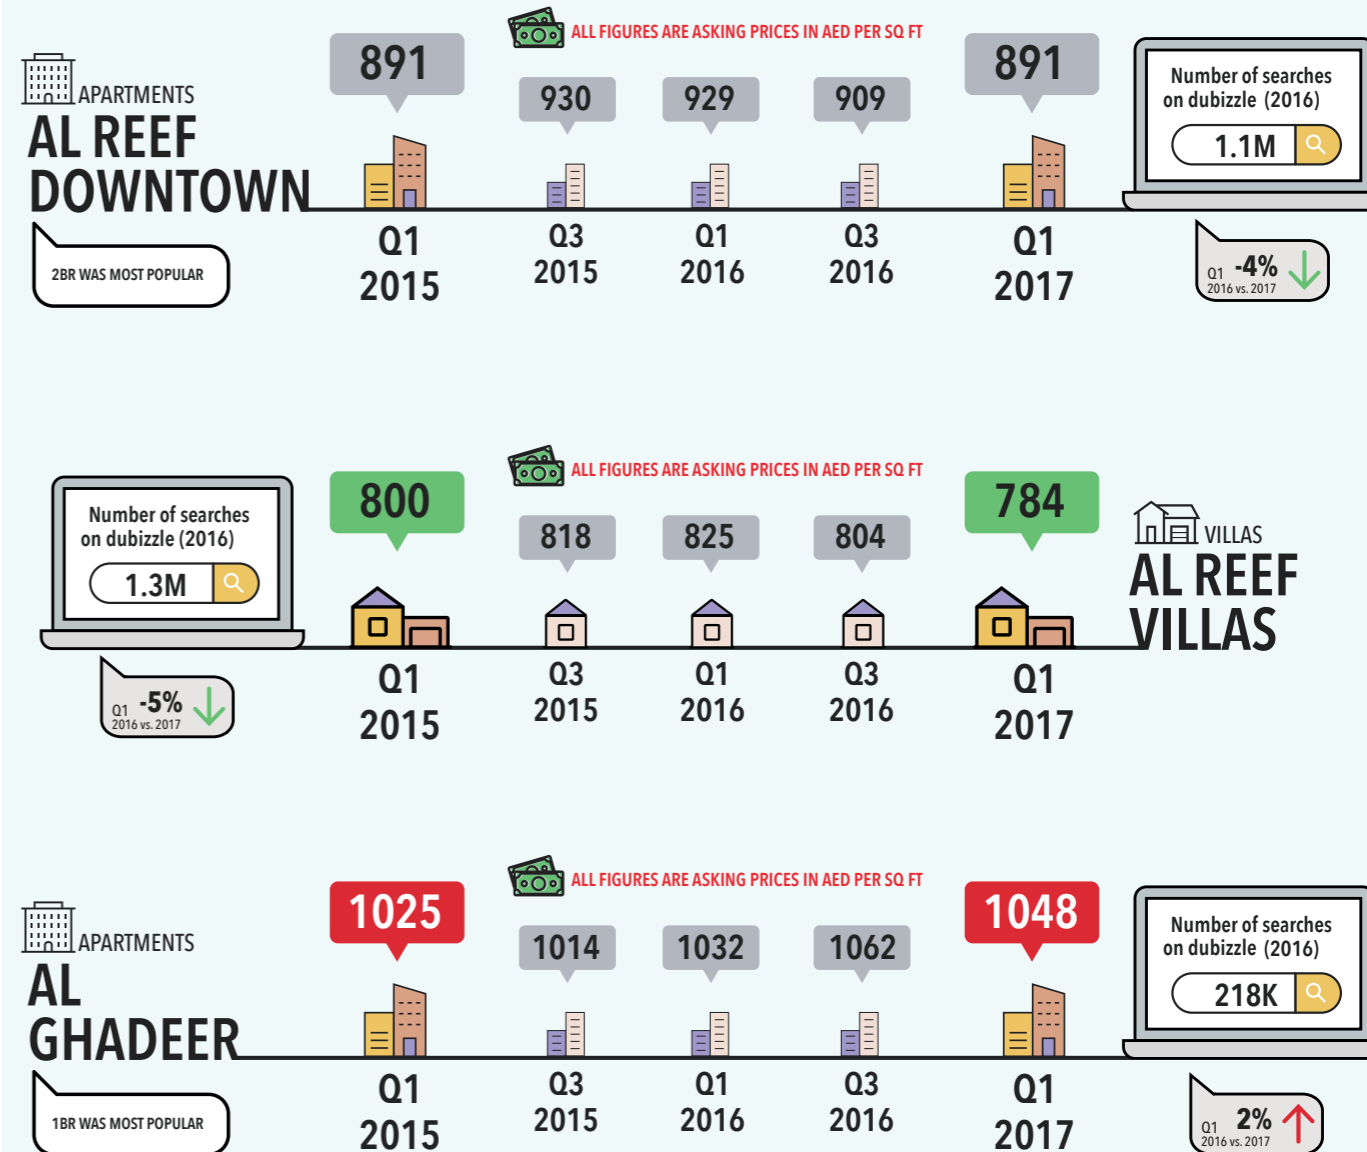 ALL FIGURES ARE ASKING PRICES IN AED PER SQ FT
APARTMENTS
AL REEF
DOWNTOWN
2BR WAS MOST POPULAR
891
930
929
909
891
Q1
2015
Q3
2015
Q1
2016
Q3
2016
Q1
2017
Number of searches
on dubizzle (2016)
1.1M
Q1 -4%
2016 vs. 2017
ALL FIGURES ARE ASKING PRICES IN AED PER SQ FT
Number of searches
on dubizzle (2016)
1.3M
Q1 -5%
2016 vs. 2017
800
818
825
804
784
Q1
2015
Q3
2015
Q1
2016
Q3
2016
Q1
2017
VILLAS
AL REEF
VILLAS
ALL FIGURES ARE ASKING PRICES IN AED PER SQ FT
APARTMENTS
AL
GHADEER
1BR WAS MOST POPULAR
1025
1014
1032
1062
1048
Q1
2015
Q3
2015
Q1
2016
Q3
2016
Q1
2017
Number of searches
on dubizzle (2016)
218K
Q1 2%
2016 vs. 2017